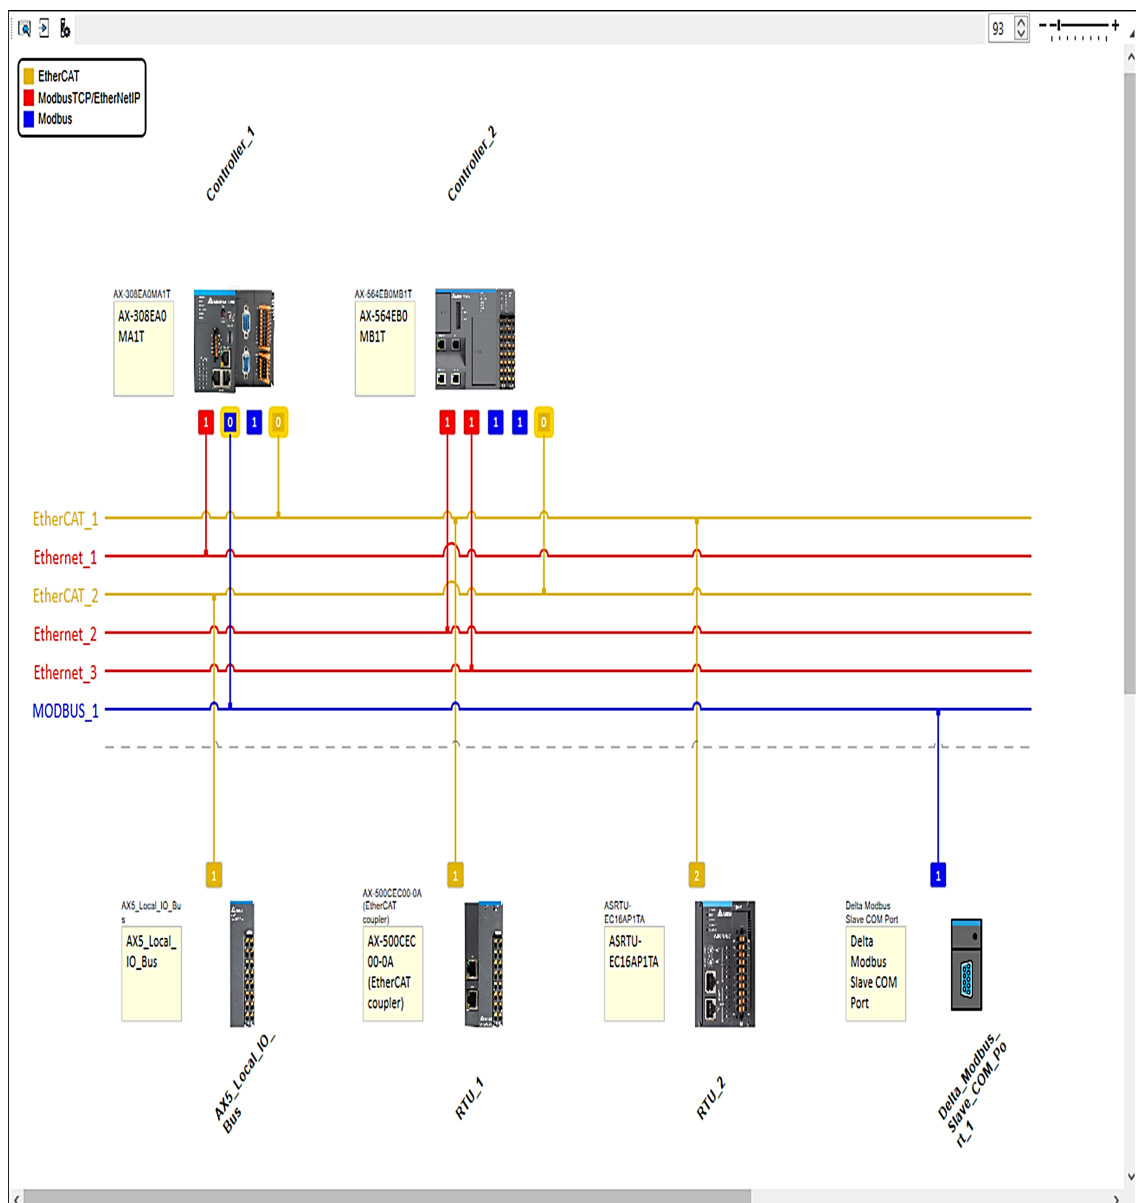 93
EtherCAT
ModbusTCP/EtherNetIP
Modbus
Controller_1
Controller_2
AX-308EA0MA1T
AX-308EA0
MA1T
AX-564EB0MB1T
AX-564EB0
MB1T
1 0 1 0
1 1 1 1 0
EtherCAT_1
Ethernet_1
EtherCAT_2
Ethernet_2
Ethernet_3
MODBUS_1
1
1
2
1
AX5_Local_IO_Bu
s
AX5_Local_
IO_Bus
AX-500CEC00-0A
(EtherCAT
coupler)
AX-500CEC
00-0A
(EtherCAT
coupler)
ASRTU-
EC16AP1TA
ASRTU-
EC16AP1TA
Delta Modbus
Slave COM Port
Delta
Modbus
Slave COM
Port
AX5_Local_IO_
Bus
RTU_1
RTU_2
Delta_Modbus_
Slave_COM_Po
rt_1